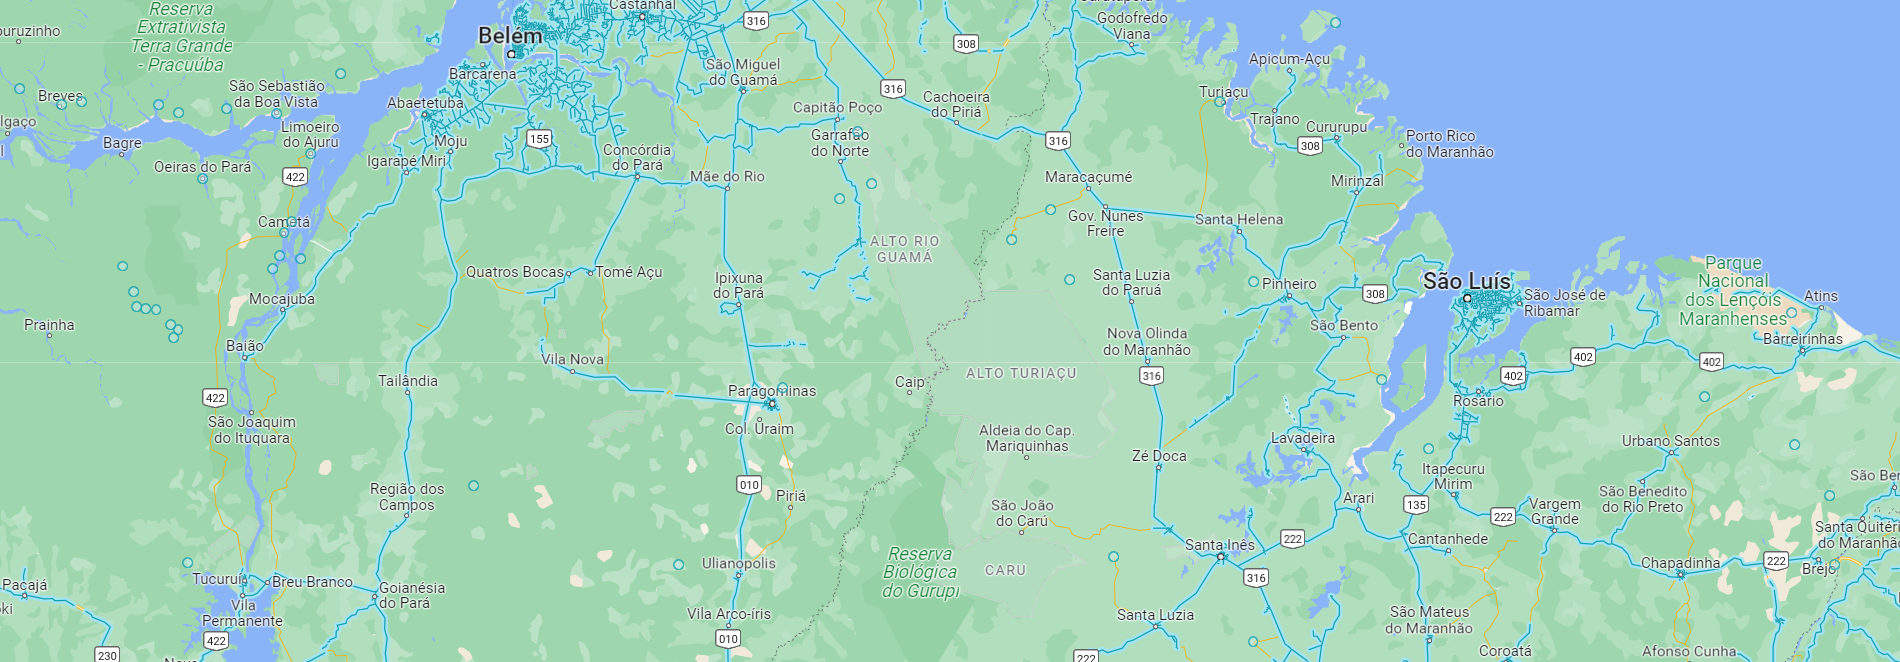 Reserva
Extrativista
Terra Grande
- Pracuúba
Castanhal
316
Godofredo
Viana
Belém
308
Apicum-Açu
Barcarena
São Miguel
do Guamá
Breves
São Sebastião
da Boa Vista
316
Turiaçu
Abaetetuba
Capitão Poço
Cachoeira
do Piriá
Trajano
Limoeiro
do Ajuru
Cururupu
Bagre
Moju
155
Garrafão
do Norte
316
308
Porto Rico
do Maranhão
Oeiras do Pará
Igarapé Miri
Concórdia
do Pará
422
Mãe do Rio
Maracaçumé
Mirinzal
Cametá
Gov. Nunes
Freire
Santa Helena
ALTO RIO
GUAMÁ
Quatros Bocas
Tomé Açu
Ipixuna
do Pará
Santa Luzia
do Paruá
Pinheiro
308
São Luís
São José de
Ribamar
Parque
Nacional
dos Lençóis
Maranhenses
Atins
Mocajuba
Prainha
Baião
São Bento
Nova Olinda
do Maranhão
Barreirinhas
Vila Nova
402
402
402
ALTO TURIAÇU
316
Tailândia
Paragominas
Caip
422
Rosário
São Joaquim
do Ituquara
Col. Uraim
Aldeia do Cap.
Mariquinhas
Lavadeira
Urbano Santos
Zé Doca
Itapecuru
Mirim
010
Região dos
Campos
Piriá
Arari
135
222
Vargem
Grande
São Benedito
do Rio Preto
São João
do Carú
Cantanhede
222
Santa Inês
Reserva
Biológica
do Gurupi
CARU
316
Chapadinha
222
Brejo
Ulianopolis
Tucuruí
Breu Branco
Goianésia
do Pará
Pacajá
Vila
Permanente
Vila Arco-íris
Santa Luzia
São Mateus
do Maranhão
422
010
230
222
Coroatá
Afonso Cunha